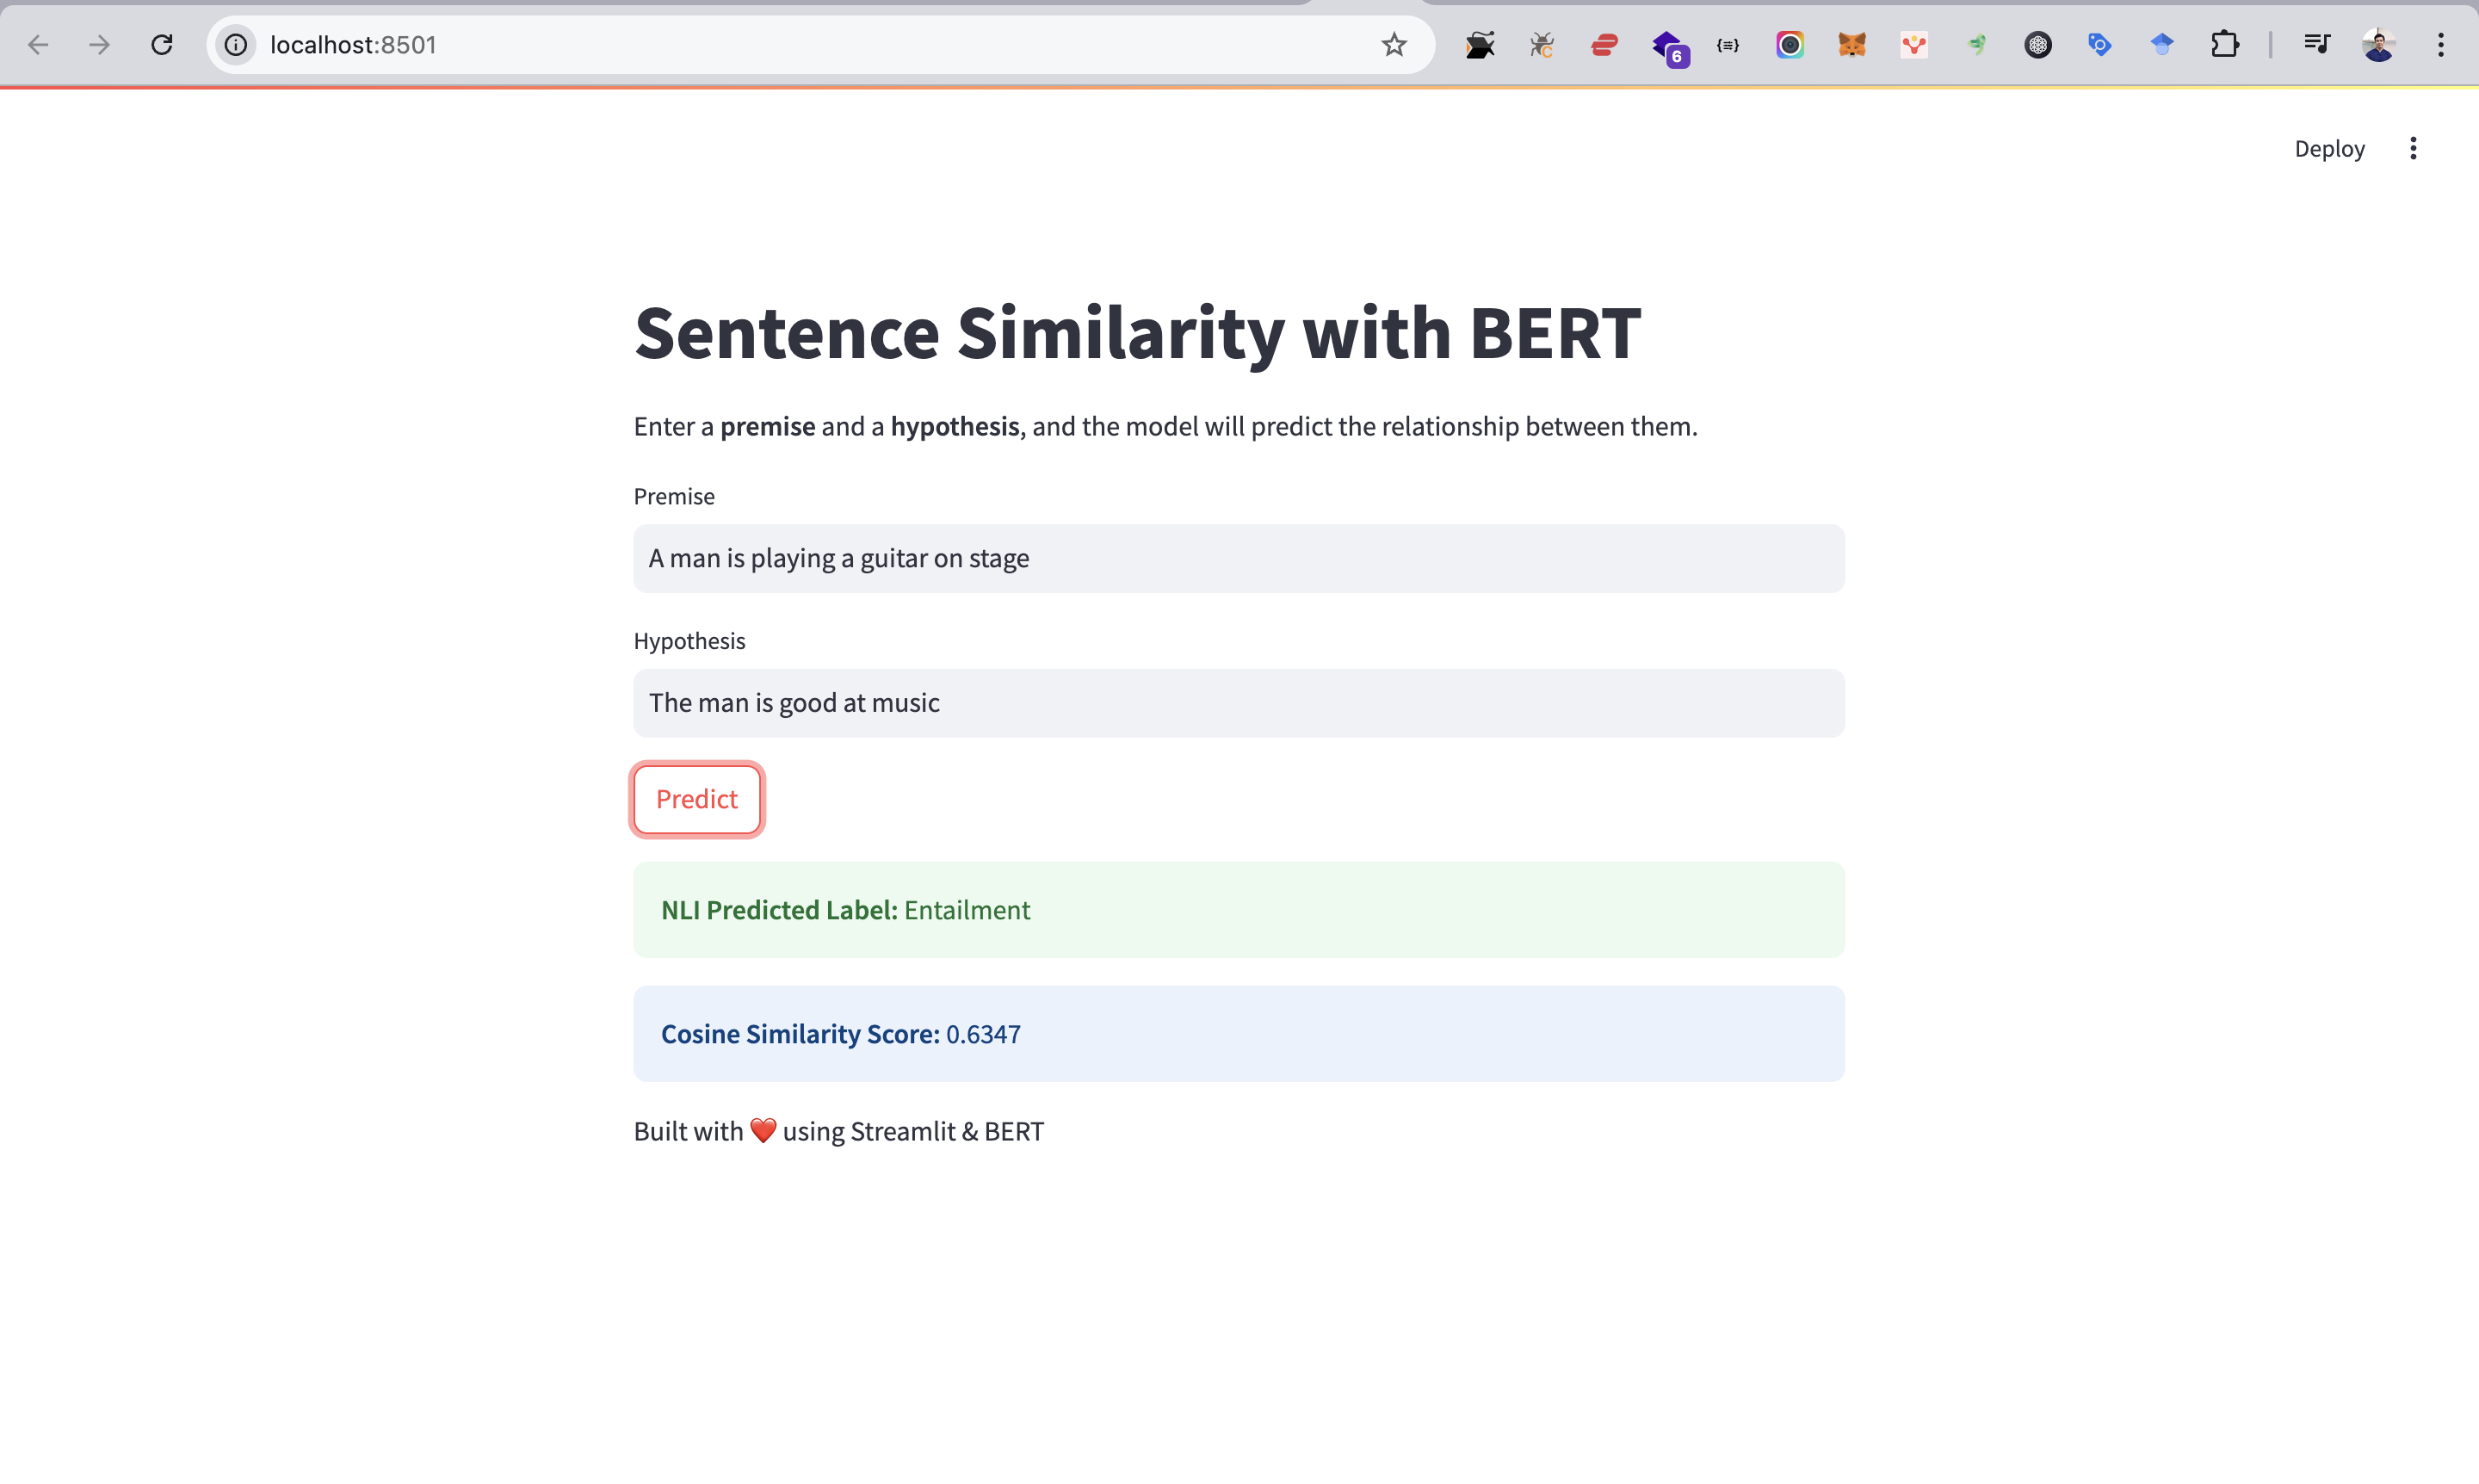 localhost:8501
6
Deploy
Sentence Similarity with BERT
Enter a premise and a hypothesis, and the model will predict the relationship between them.
Premise
A man is playing a guitar on stage
Hypothesis
The man is good at music
Predict
NLI Predicted Label: Entailment
Cosine Similarity Score: 0.6347
Built with ❤️ using Streamlit & BERT